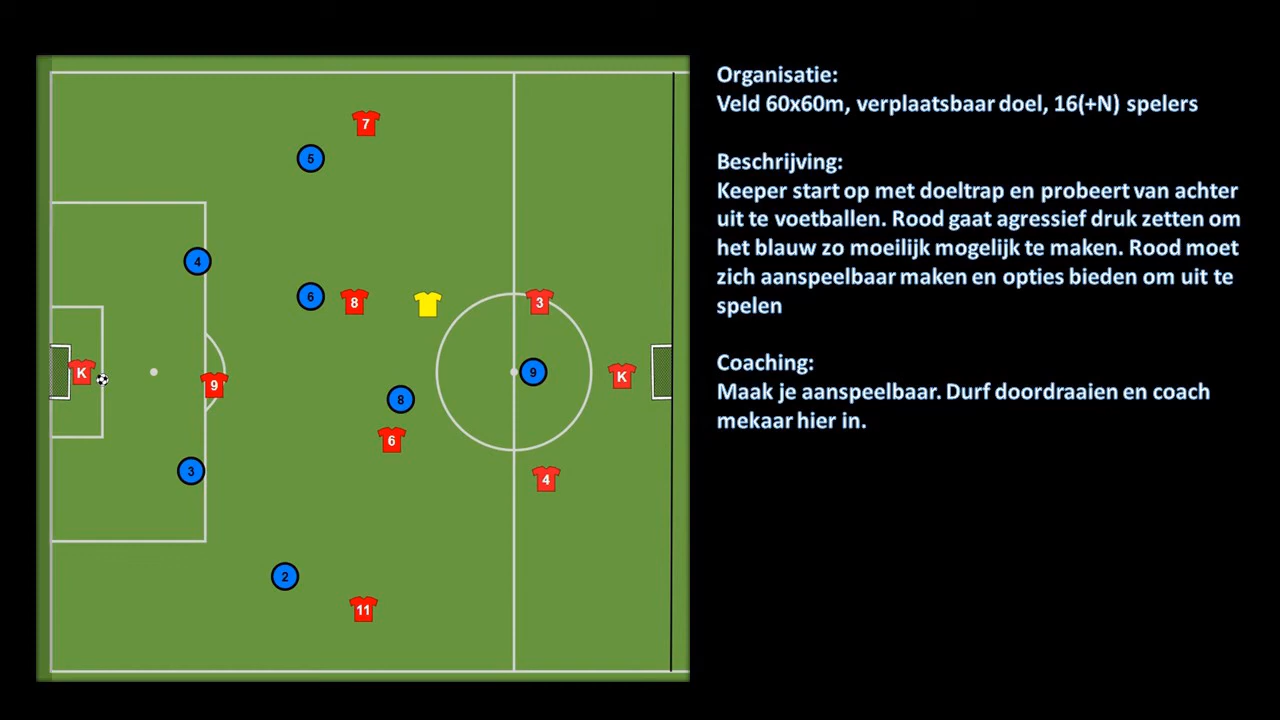 Organisatie:
Veld 60x60m, verplaatsbaar doel, 16(+N) spelers
Beschrijving:
Keeper start op met doeltrap en probeert van achter
uit te voetballen. Rood gaat agressief druk zetten om
het blauw zo moeilijk mogelijk te maken. Rood moet
zich aanspeelbaar maken en opties bieden om uit te
spelen
Coaching:
Maak je aanspeelbaar. Durf doordraaien en coach
mekaar hier in.
7
5
4
6
8
3
K
9
9
K
8
6
3
4
2
11